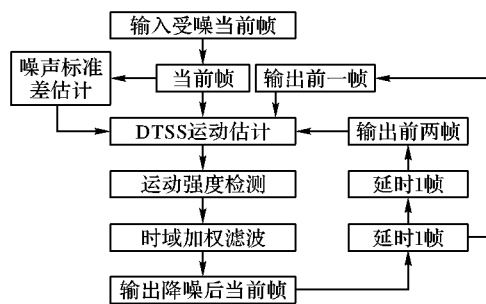 输入受噪当前帧
噪声标准
差估计
当前帧
输出前一帧
DTSS运动估计
输出前两帧
运动强度检测
延时1帧
时域加权滤波
延时1帧
输出降噪后当前帧